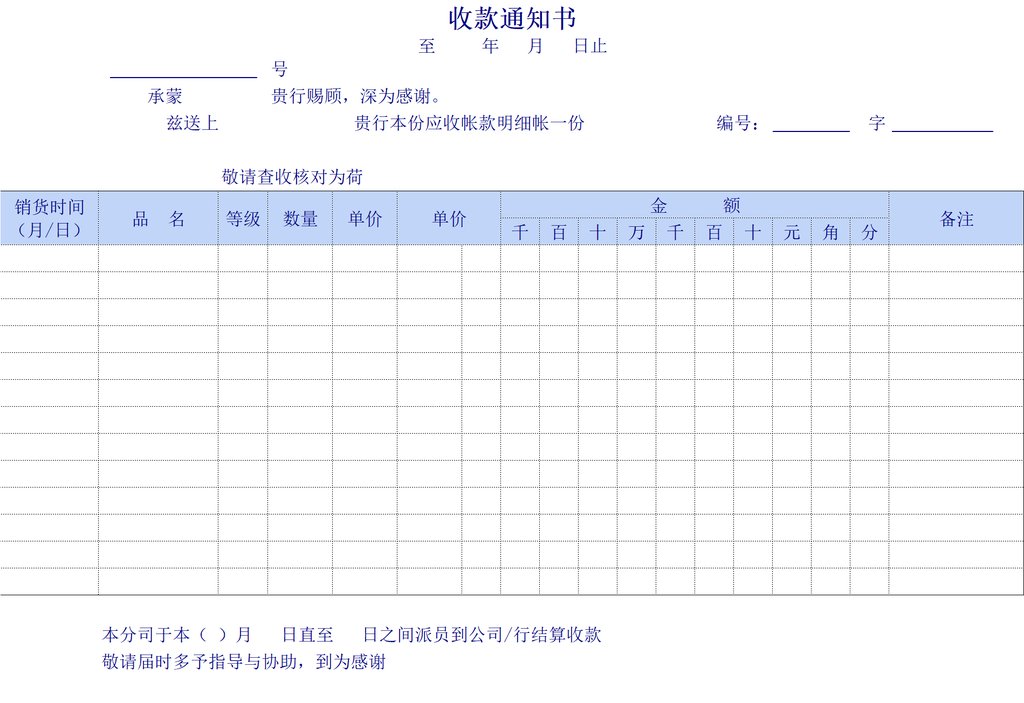 收款通知书
至 年 月 日止
号
承蒙 贵行赐顾，深为感谢。
兹送上 贵行本份应收帐款明细帐一份 编号： 字
敬请查收核对为荷
销货时间 品 名 等级 数量 单价 单价 金 额 备注
（月/日） 千 百 十 万 千 百 十 元 角 分
本分司于本（ ）月 日直至 日之间派员到公司/行结算收款
敬请届时多予指导与协助，到为感谢